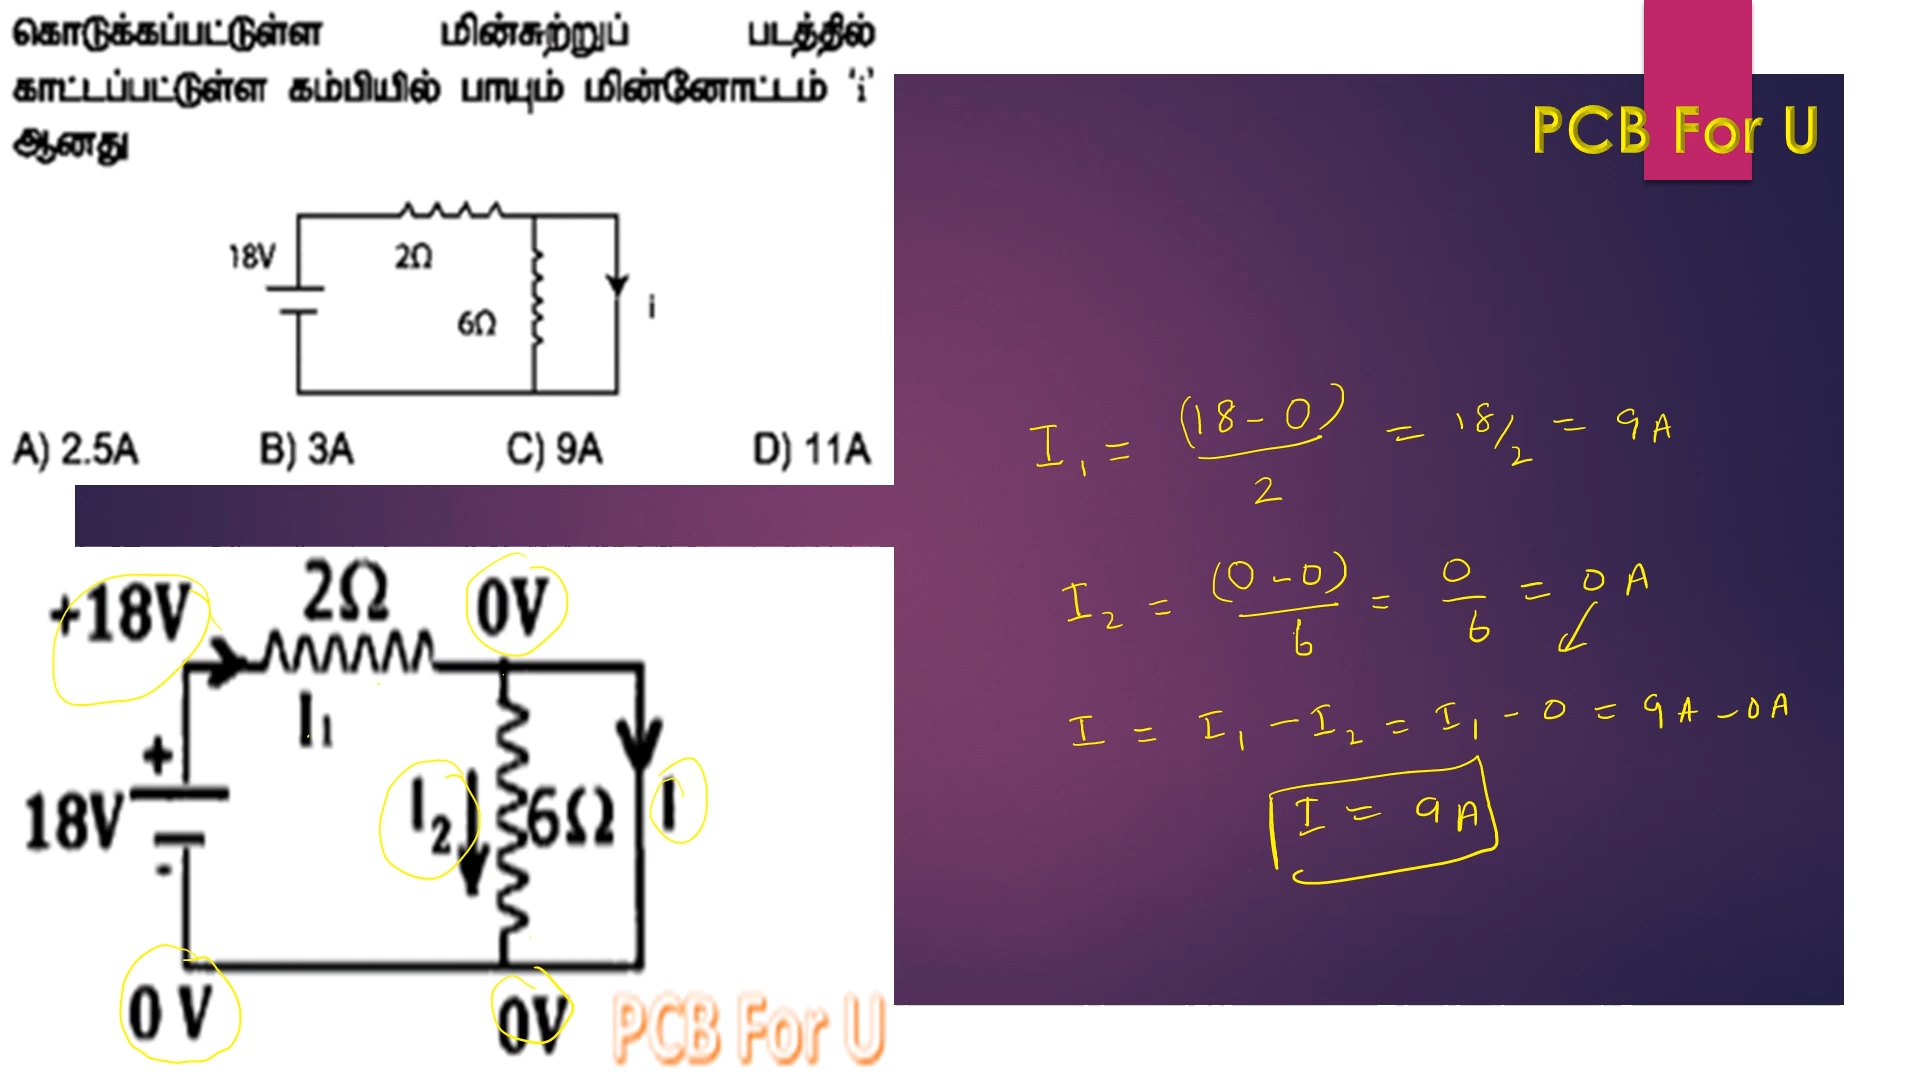 கொடுக்கப்பட்டுள்ள மின்சுற்றுப் படத்தில்
காட்டப்பட்டுள்ள கம்பியில் பாயும் மின்னோட்டம் 'i'
ஆனது
18V
2Ω
6Ω
i
A) 2.5A B) 3A C) 9A D) 11A
PCB For U
I₁ = (18 - 0)/2 = 18/2 = 9A
I₂ = (0 - 0)/6 = 0/6 = 0 A
I = I₁ - I₂ = I₁ - 0 = 9A - 0A
I = 9A
+18V
2Ω
0V
I₁
+
18V
-
I₂
6Ω
I
0 V
0V
PCB For U